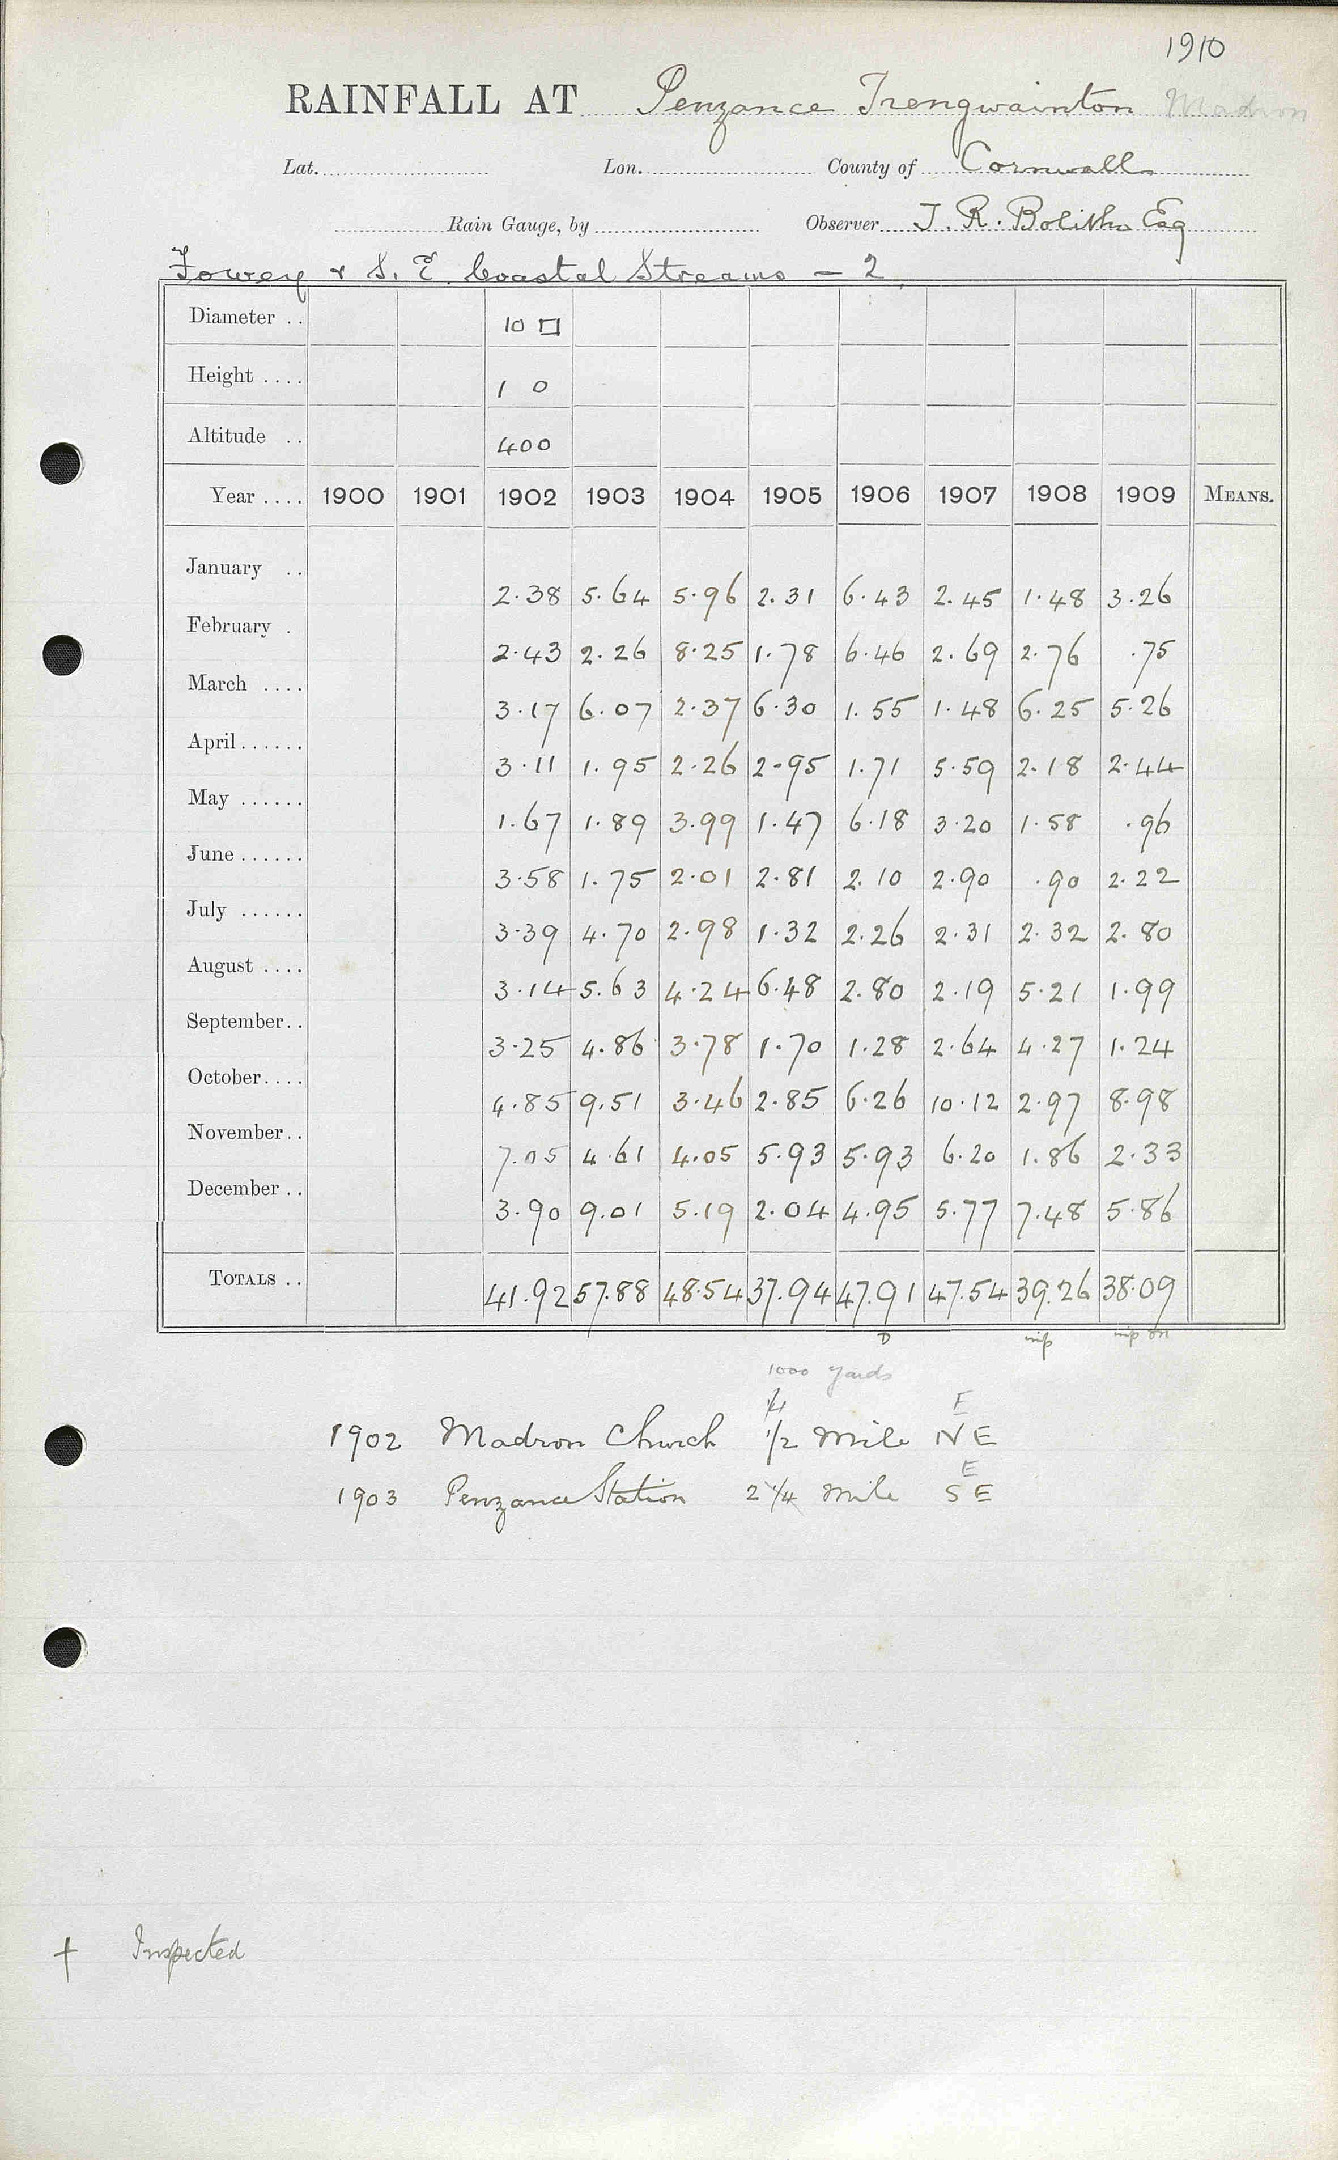 1910
RAINFALL AT Penzance Trengwainton Madron
Lat. Lon. County of Cornwall
Rain Gauge, by Observer T. R. Bolitho Esq
Fowey & S. E. Coastal Streams — 2
Diameter .. 10 □
Height .... 1 0
Altitude .. 400
Year .... 1900 1901 1902 1903 1904 1905 1906 1907 1908 1909 MEANS.
January .. 2.38 5.64 5.96 2.31 6.43 2.45 1.48 3.26
February . 2.43 2.26 8.25 1.78 6.46 2.69 2.76 .75
March .... 3.17 6.07 2.37 6.30 1.55 1.48 6.25 5.26
April...... 3.11 1.95 2.26 2.95 1.71 5.59 2.18 2.44
May ...... 1.67 1.89 3.99 1.47 6.18 3.20 1.58 .96
June...... 3.58 1.75 2.01 2.81 2.10 2.90 .90 2.22
July ...... 3.39 4.70 2.98 1.32 2.26 2.31 2.32 2.80
August .... 3.14 5.63 4.24 6.48 2.80 2.19 5.21 1.99
September.. 3.25 4.86 3.78 1.70 1.28 2.64 4.27 1.24
October.... 4.85 9.51 3.46 2.85 6.26 10.12 2.97 8.98
November.. 7.05 4.61 4.05 5.93 5.93 6.20 1.86 2.33
December .. 3.90 9.01 5.19 2.04 4.95 5.77 7.48 5.86
TOTALS .. 41.92 57.88 48.54 37.94 47.91 47.54 39.26 38.09
1000 yards
E
1902 Madron Church 1/2 mile NE
E
1903 Penzance Station 2 1/4 mile SE
† Inspected